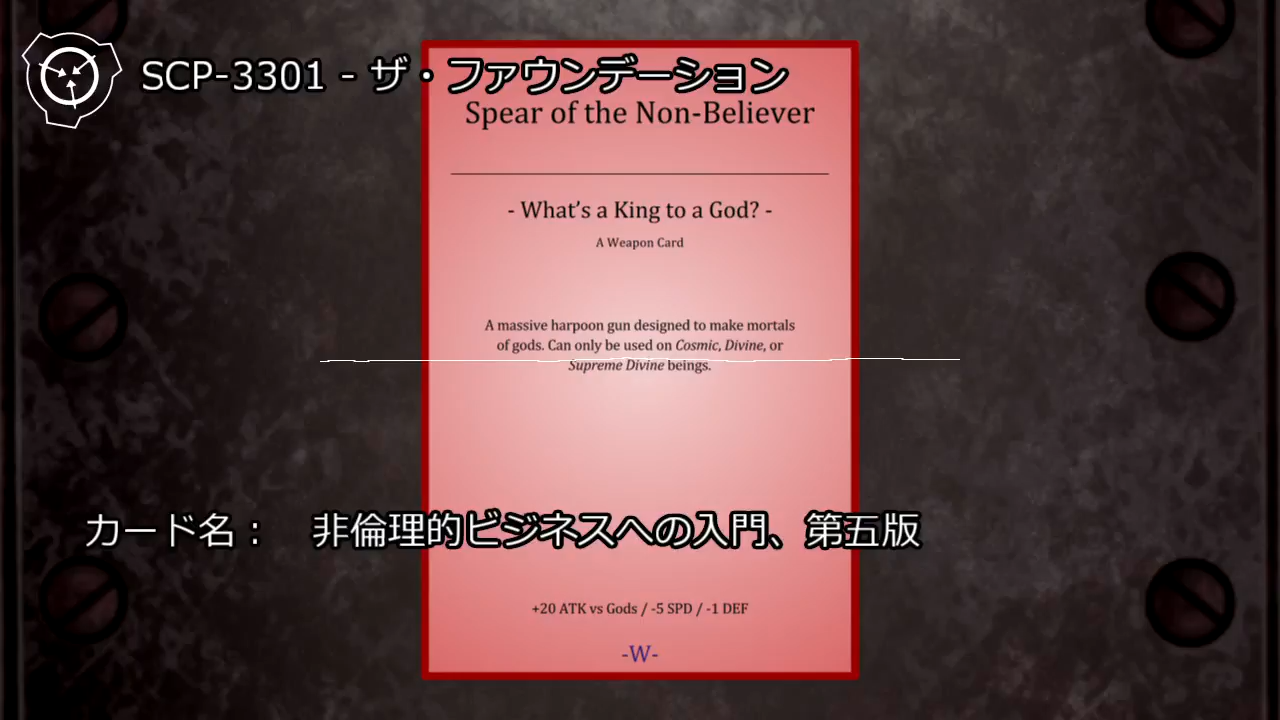 SCP-3301 - ザ・ファウンデーション
Spear of the Non-Believer
- What's a King to a God? -
A Weapon Card
A massive harpoon gun designed to make mortals
of gods. Can only be used on Cosmic, Divine, or
Supreme Divine beings.
カード名： 非倫理的ビジネスへの入門、第五版
+20 ATK vs Gods / -5 SPD / -1 DEF
-W-